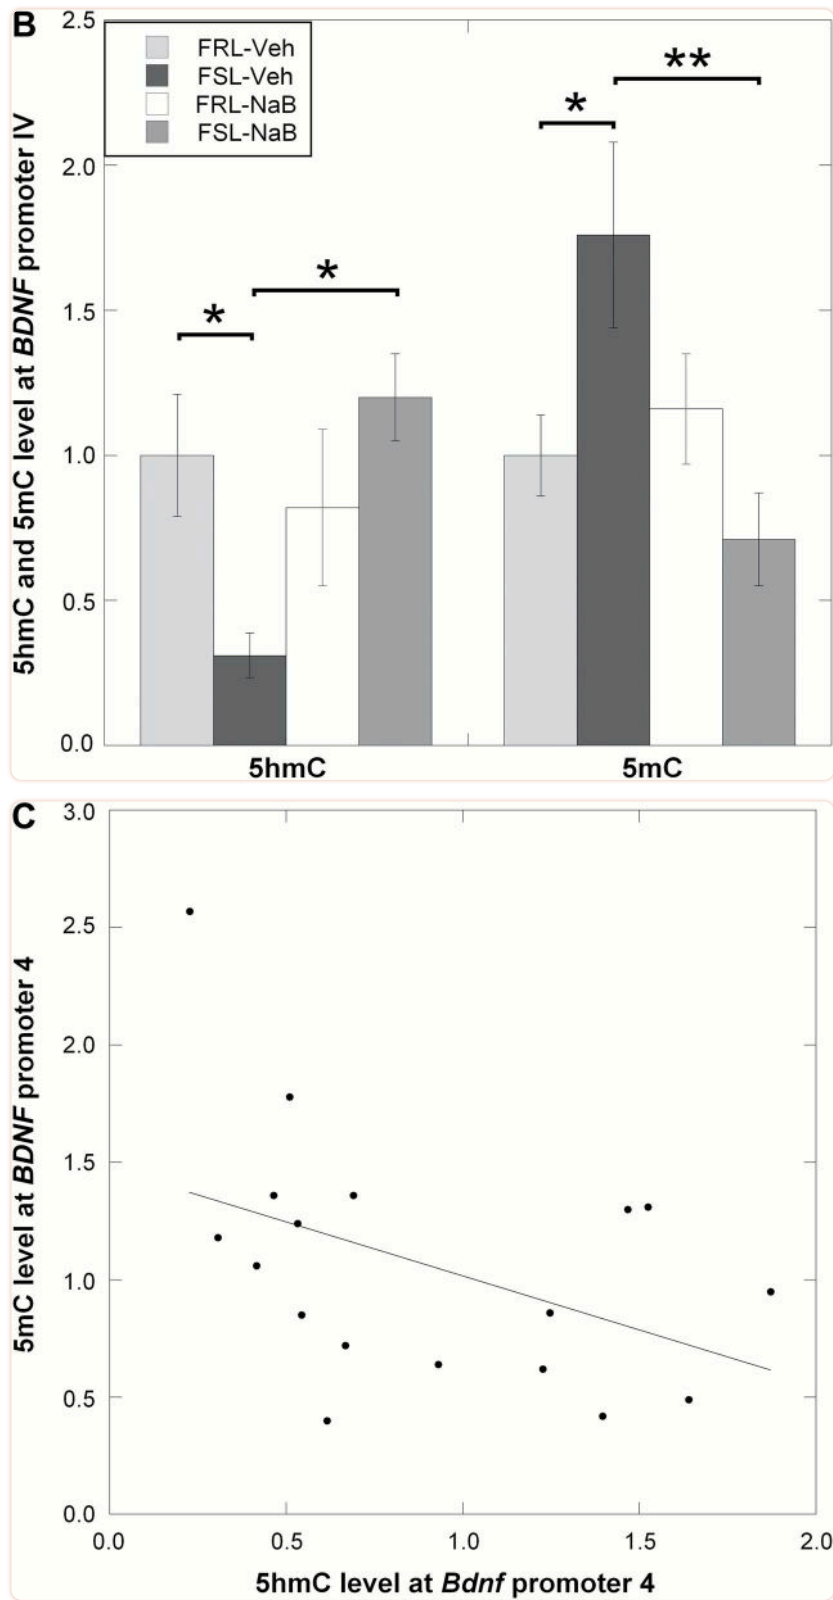 B
2.5
2.0
1.5
1.0
0.5
0.0
5hmC and 5mC level at BDNF promoter IV
FRL-Veh
FSL-Veh
FRL-NaB
FSL-NaB
*
*
*
**
5hmC
5mC
C
3.0
2.5
2.0
1.5
1.0
0.5
0.0
5mC level at BDNF promoter 4
0.0 0.5 1.0 1.5 2.0
5hmC level at Bdnf promoter 4